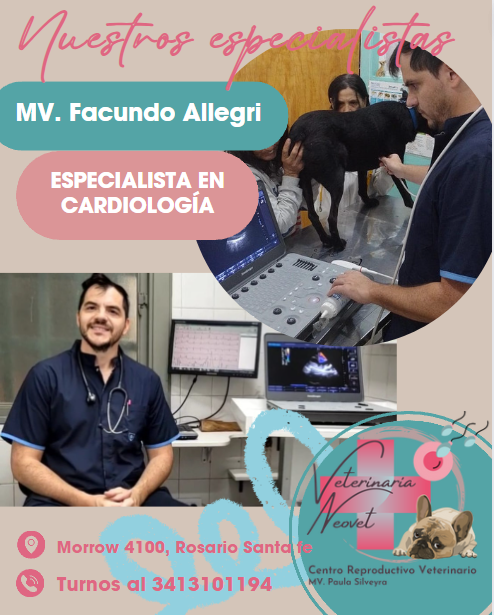 Nuestros especialistas
MV. Facundo Allegri
ESPECIALISTA EN
CARDIOLOGÍA
Veterinaria
Neovet
Centro Reproductivo Veterinario
MV. Paula Silveyra
Morrow 4100, Rosario Santa fe
Turnos al 3413101194